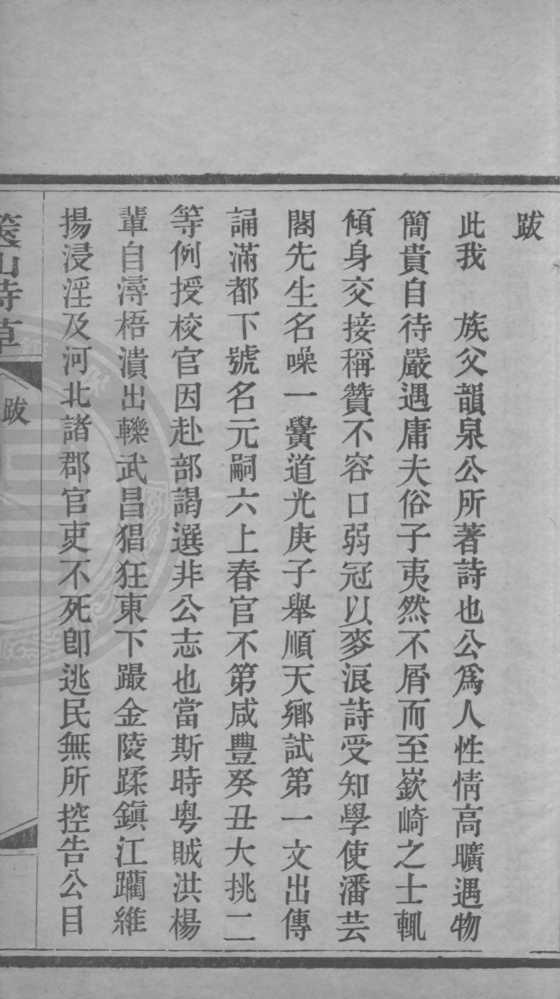 跋
此我　族父韻泉公所著詩也公爲人性情高曠遇物
簡貴自待嚴遇庸夫俗子夷然不屑而至嶔崎之士輒
傾身交接稱贊不容口弱冠以麥浪詩受知學使潘芸
閣先生名噪一黌道光庚子舉順天鄉試第一文出傳
誦滿都下號名元嗣六上春官不第咸豐癸丑大挑二
等例授校官因赴部謁選非公志也當斯時粵賊洪楊
輩自潯梧潰出轢武昌猖狂東下躪金陵蹂鎮江躪維
揚浸淫及河北諸郡官吏不死卽逃民無所控告公目
山詩草
跋